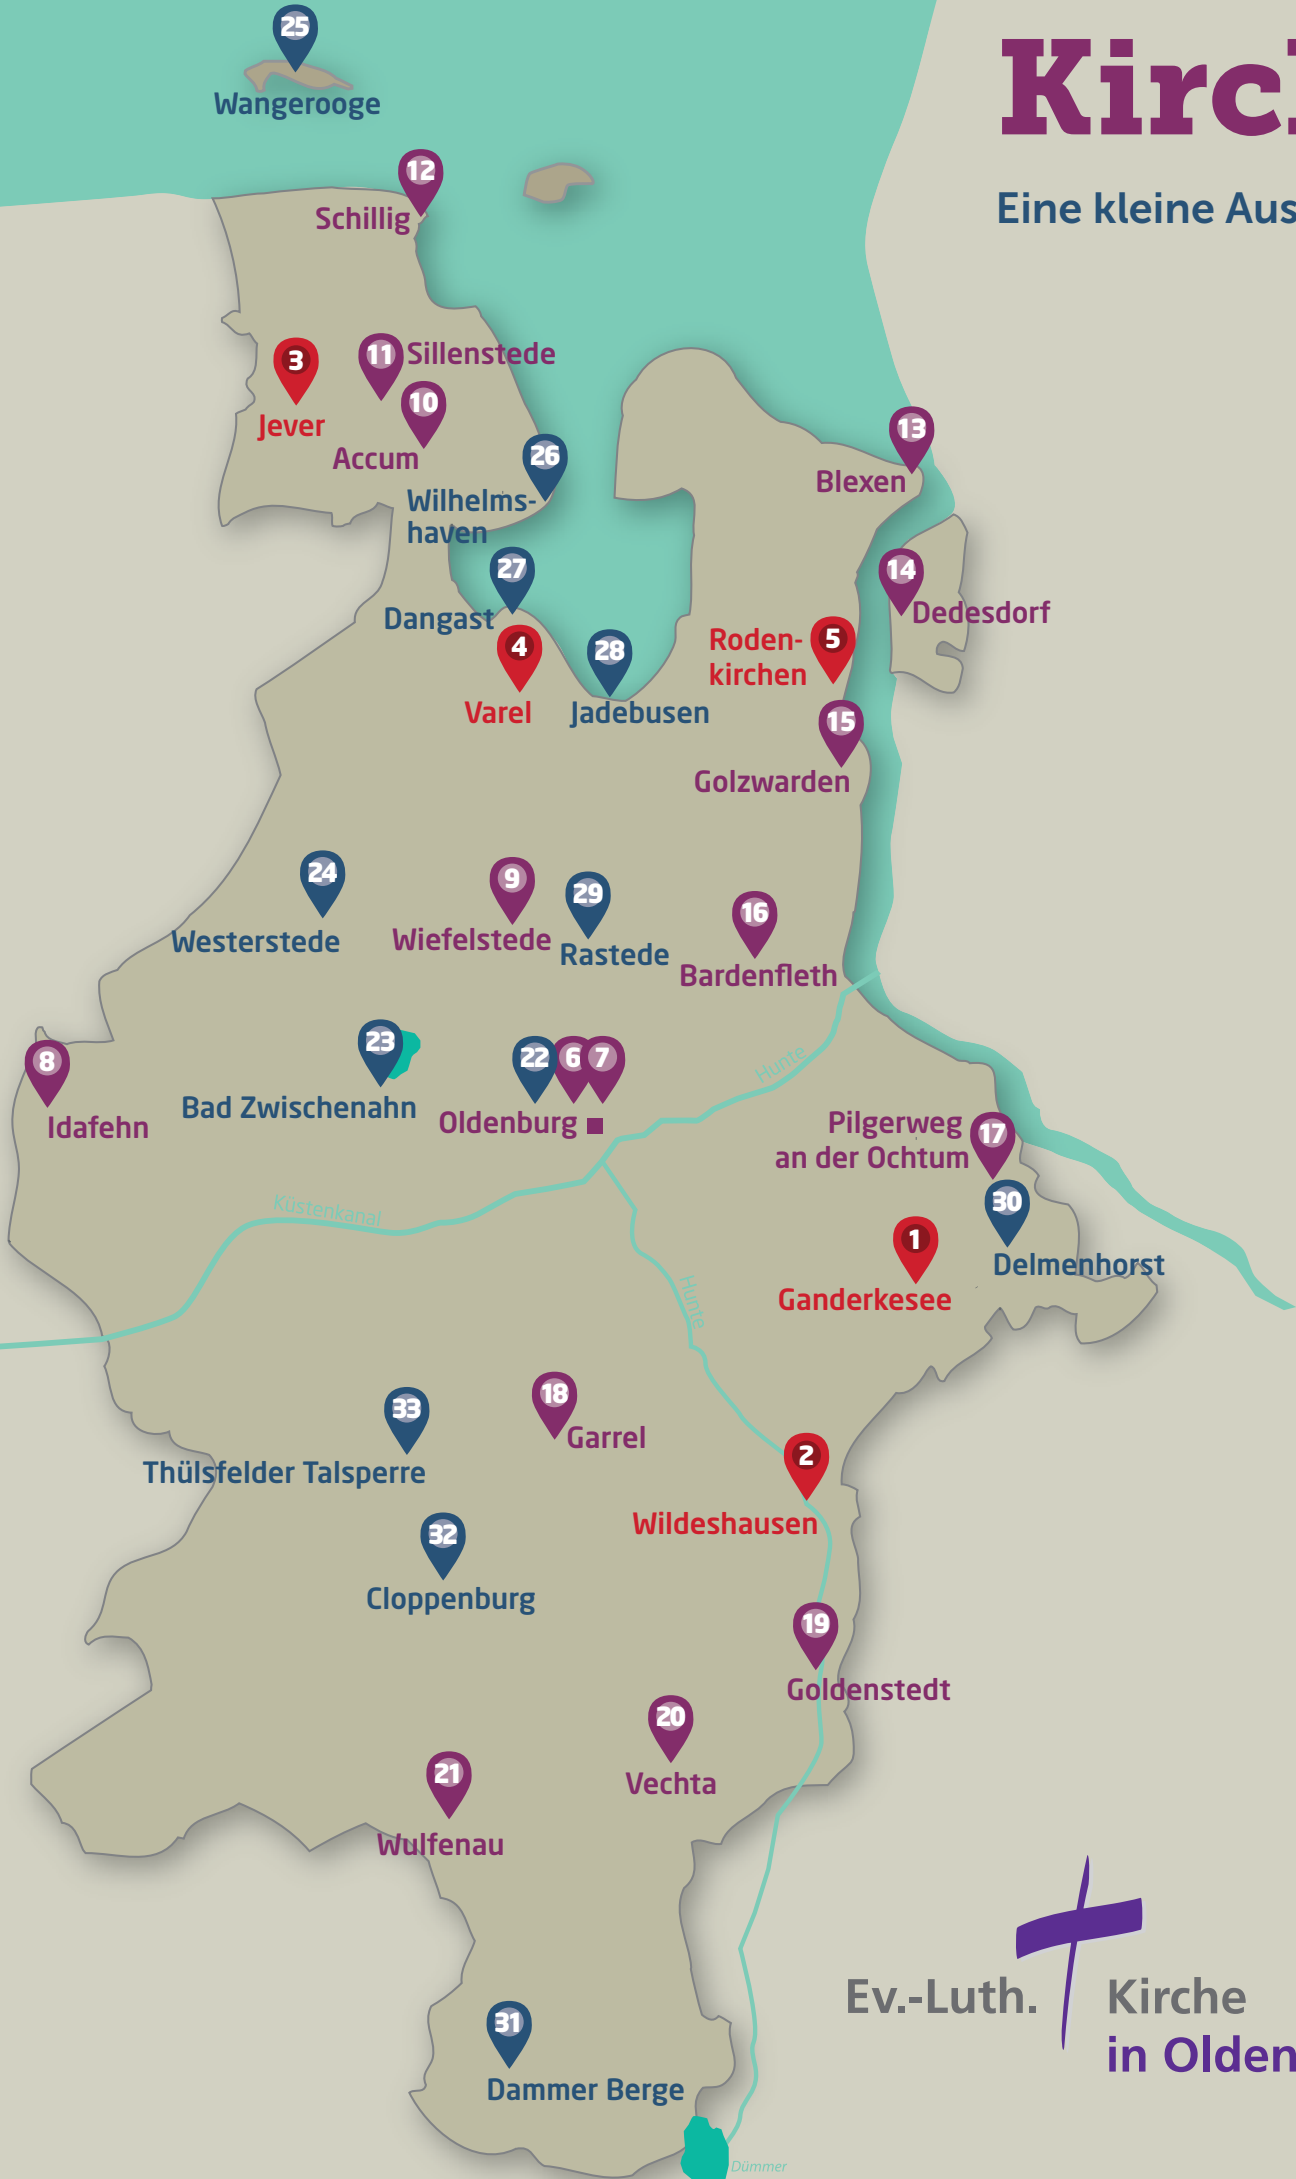 25
Wangerooge
Kirc
Eine kleine Aus
12
Schillig
3
Jever
11
Sillenstede
10
Accum
26
Wilhelms-
haven
13
Blexen
27
Dangast
14
Dedesdorf
4
Varel
28
Jadebusen
5
Roden-
kirchen
15
Golzwarden
24
Westerstede
9
Wiefelstede
29
Rastede
16
Bardenfleth
8
Idafehn
23
Bad Zwischenahn
22
6
7
Oldenburg
Hunte
Pilgerweg
an der Ochtum
17
30
Delmenhorst
Küstenkanal
1
Ganderkesee
Hunte
33
Thülsfelder Talsperre
18
Garrel
2
Wildeshausen
32
Cloppenburg
19
Goldenstedt
20
Vechta
21
Wulfenau
Ev.-Luth. Kirche
in Olden
31
Dammer Berge
Dümmer